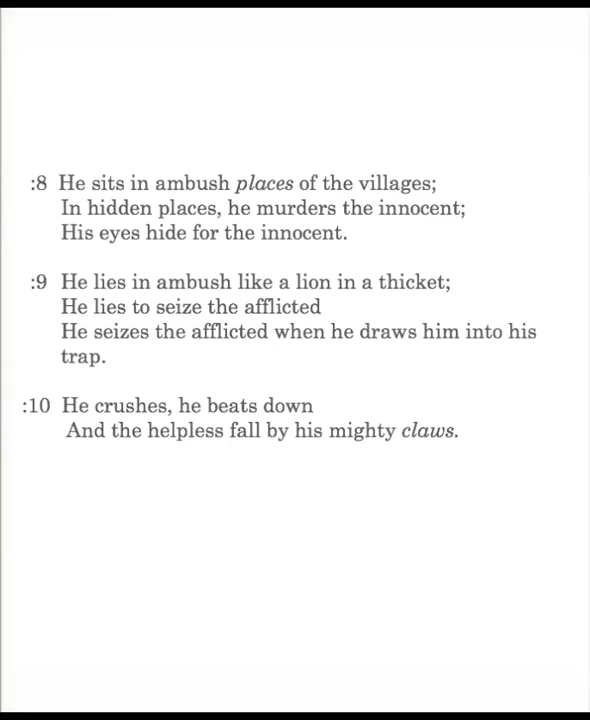 :8 He sits in ambush places of the villages;
In hidden places, he murders the innocent;
His eyes hide for the innocent.
:9 He lies in ambush like a lion in a thicket;
He lies to seize the afflicted
He seizes the afflicted when he draws him into his
trap.
:10 He crushes, he beats down
And the helpless fall by his mighty claws.